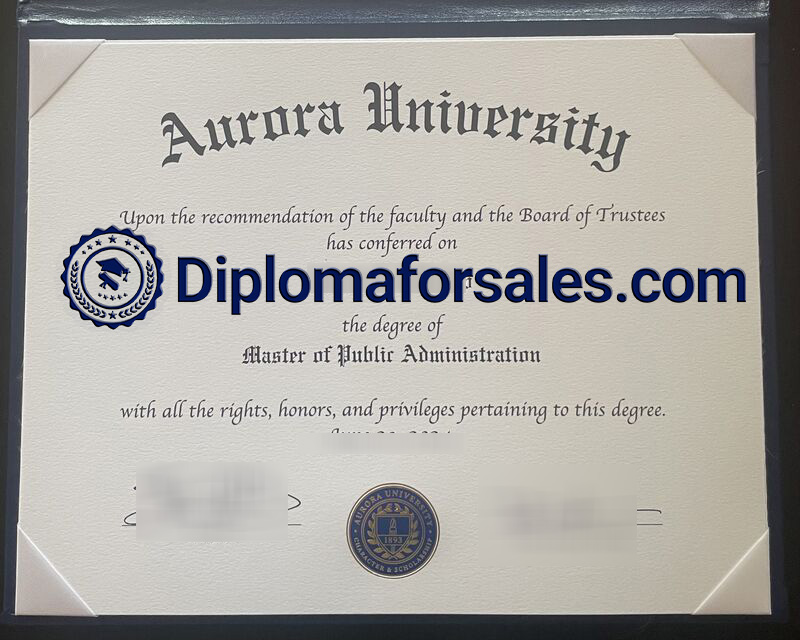 Aurora University
Upon the recommendation of the faculty and the Board of Trustees
has conferred on
Diplomaforsales.com
the degree of
Master of Public Administration
with all the rights, honors, and privileges pertaining to this degree.
AURORA UNIVERSITY
1893
CHARACTER & SCHOLARSHIP